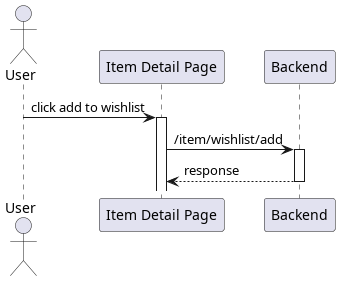 User
Item Detail Page
Backend
click add to wishlist
/item/wishlist/add
response
User
Item Detail Page
Backend